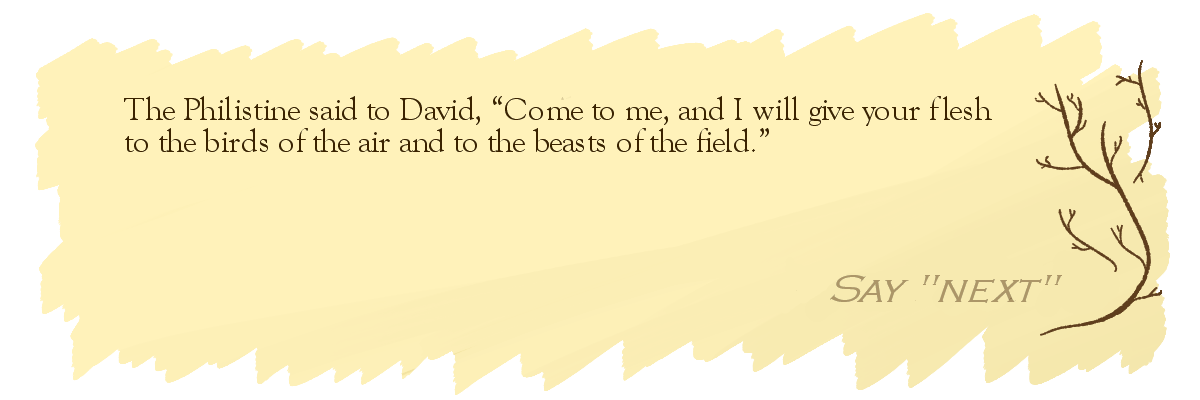 The Philistine said to David, “Come to me, and I will give your flesh
to the birds of the air and to the beasts of the field.”
Say "next"